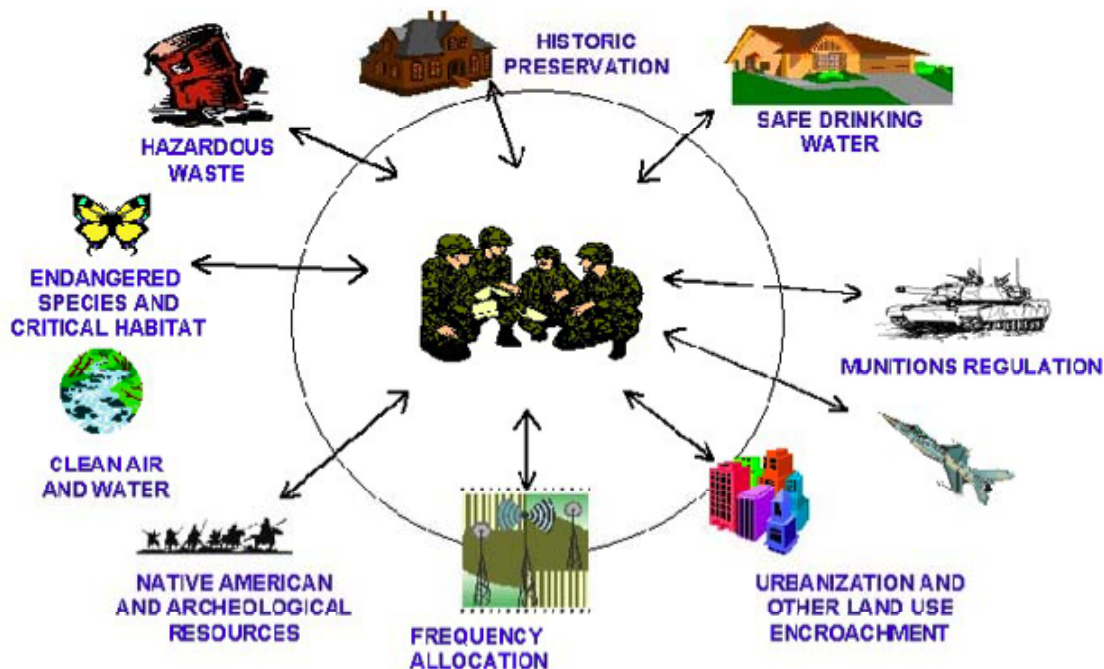 HISTORIC
PRESERVATION
SAFE DRINKING
WATER
HAZARDOUS
WASTE
ENDANGERED
SPECIES AND
CRITICAL HABITAT
MUNITIONS REGULATION
CLEAN AIR
AND WATER
NATIVE AMERICAN
AND ARCHEOLOGICAL
RESOURCES
FREQUENCY
ALLOCATION
URBANIZATION AND
OTHER LAND USE
ENCROACHMENT